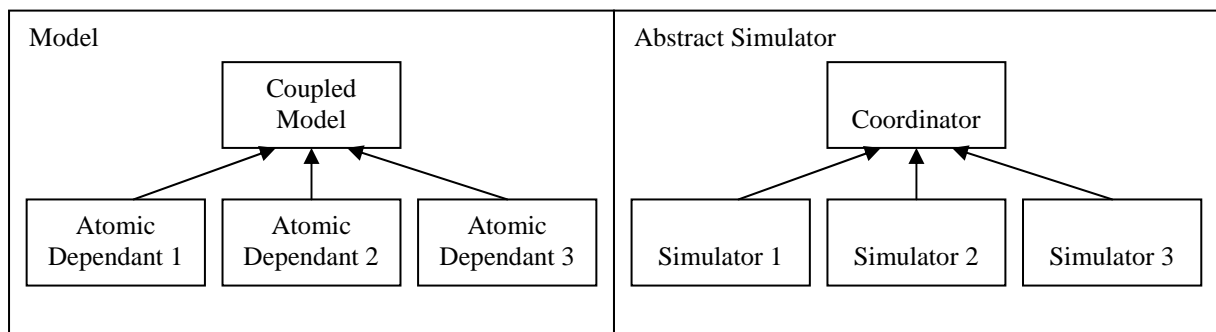 Model
Coupled
Model
Atomic
Dependant 1
Atomic
Dependant 2
Atomic
Dependant 3
Abstract Simulator
Coordinator
Simulator 1
Simulator 2
Simulator 3